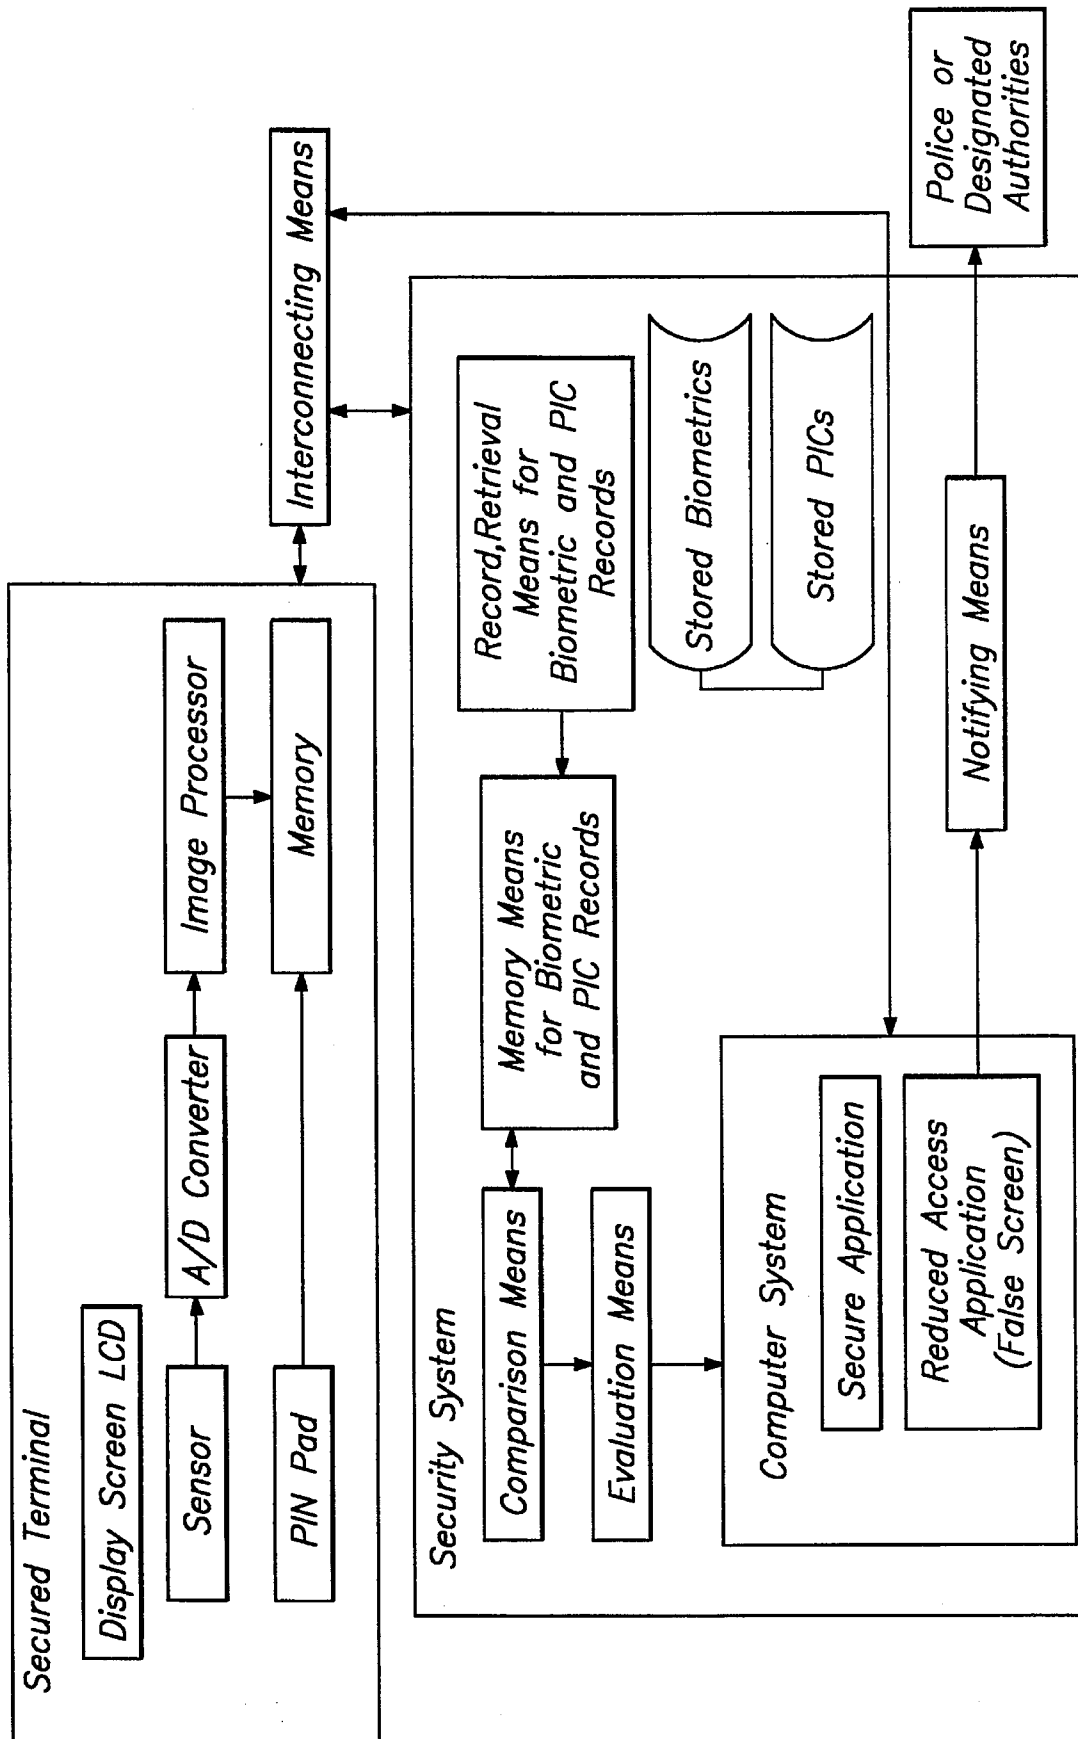 Secured Terminal
Display Screen LCD
Sensor
A/D Converter
Image Processor
PIN Pad
Memory
Interconnecting Means
Security System
Comparison Means
Memory Means
for Biometric
and PIC Records
Record,Retrieval
Means for
Biometric and PIC
Records
Evaluation Means
Stored Biometrics
Stored PICs
Computer System
Secure Application
Reduced Access
Application
(False Screen)
Notifying Means
Police or
Designated
Authorities